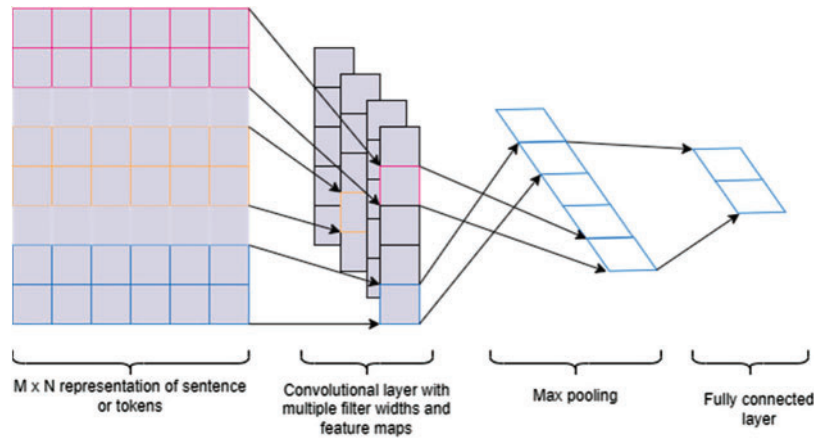 M x N representation of sentence
or tokens
Convolutional layer with
multiple filter widths and
feature maps
Max pooling
Fully connected
layer